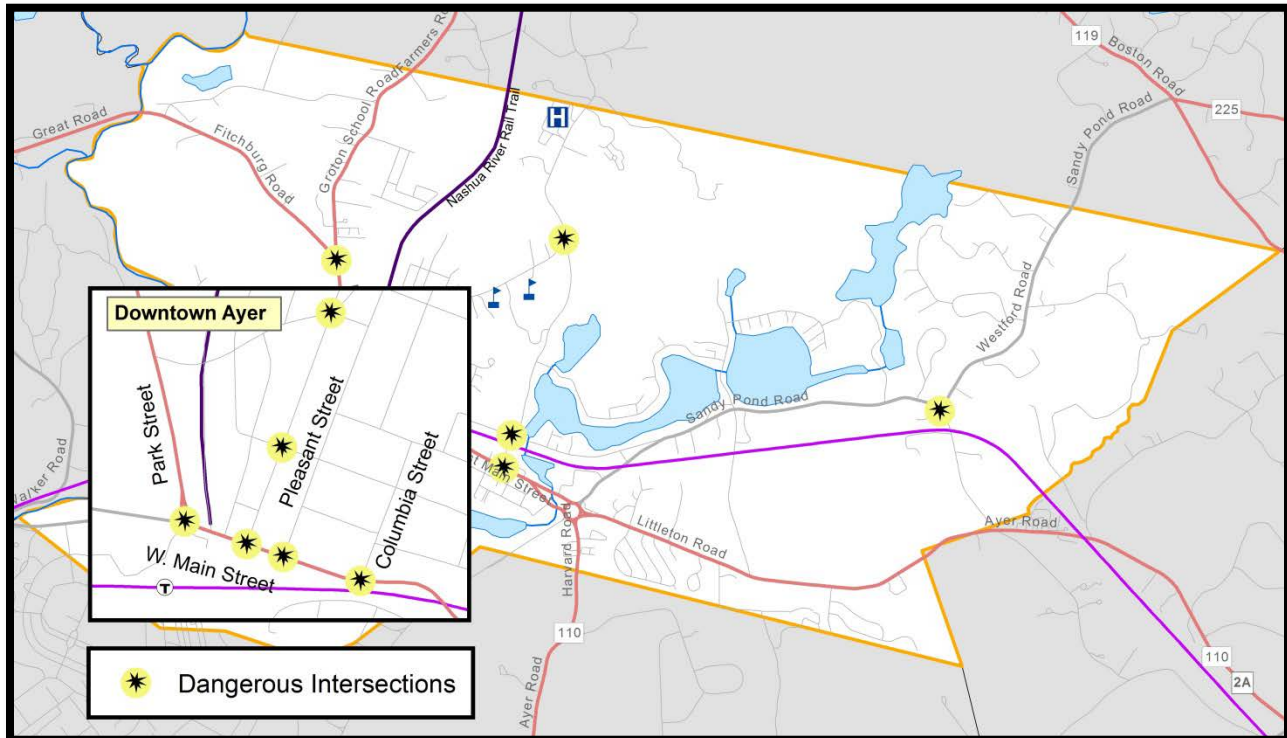 119
Boston Road
225
Great Road
Fitchburg Road
Groton School Road
Farmers Ro
Nashua River Rail Trail
H
Sandy Pond Road
Westford Road
Sandy Pond Road
Downtown Ayer
Park Street
Pleasant Street
Columbia Street
W. Main Street
T
st Main Street
Walker Road
Littleton Road
Harvard Road
Ayer Road
110
Ayer Road
110
2A
Dangerous Intersections